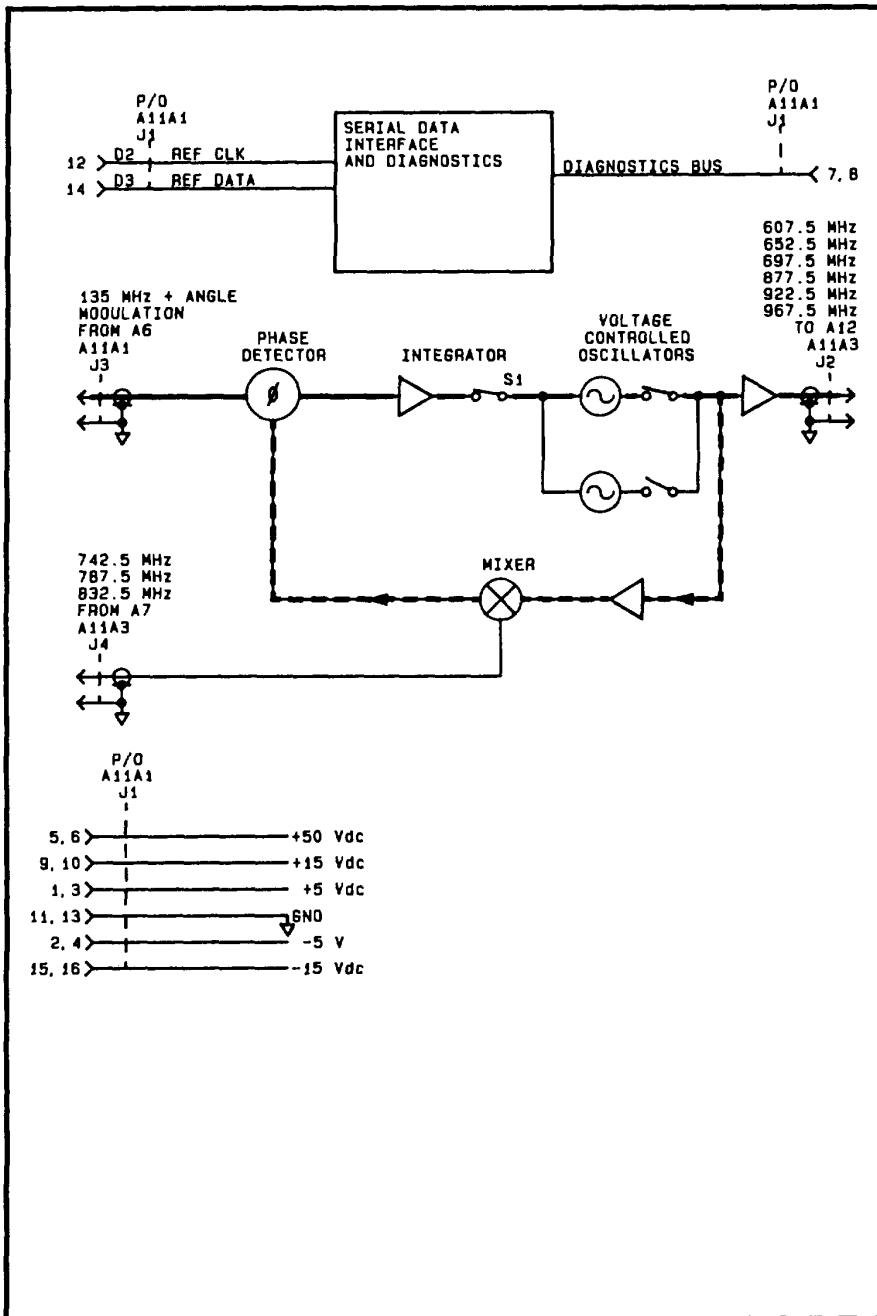 P/O
A11A1
J1
P/O
A11A1
J1
SERIAL DATA
INTERFACE
AND DIAGNOSTICS
12 D2 REF CLK
14 D3 REF DATA
DIAGNOSTICS BUS 7, 8
607.5 MHz
652.5 MHz
697.5 MHz
877.5 MHz
922.5 MHz
967.5 MHz
TO A12
A11A3
J2
135 MHz + ANGLE
MODULATION
FROM A6
A11A1
J3
PHASE
DETECTOR
INTEGRATOR
VOLTAGE
CONTROLLED
OSCILLATORS
S1
ø
742.5 MHz
787.5 MHz
832.5 MHz
FROM A7
A11A3
J4
MIXER
P/O
A11A1
J1
5, 6 +50 Vdc
9, 10 +15 Vdc
1, 3 +5 Vdc
11, 13 GND
2, 4 -5 V
15, 16 -15 Vdc